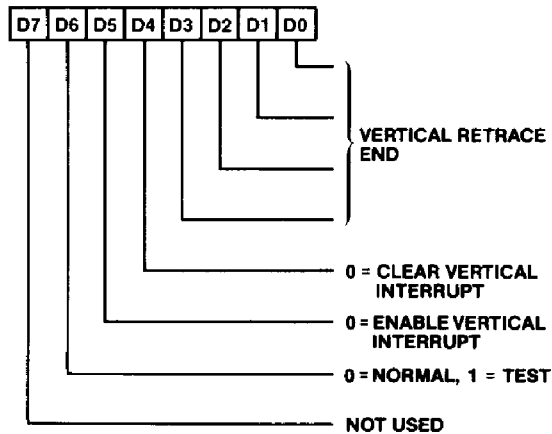 D7 D6 D5 D4 D3 D2 D1 D0
VERTICAL RETRACE
END
0 = CLEAR VERTICAL
INTERRUPT
0 = ENABLE VERTICAL
INTERRUPT
0 = NORMAL, 1 = TEST
NOT USED